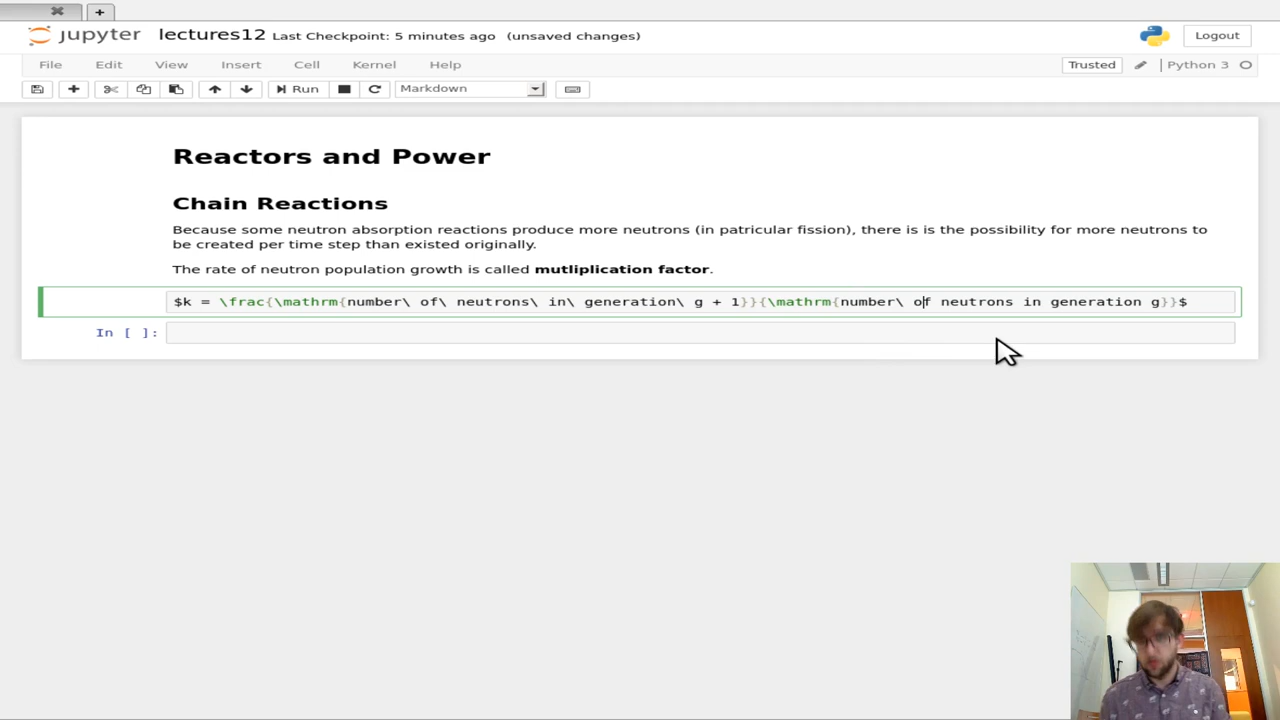 jupyter lectures12 Last Checkpoint: 5 minutes ago (unsaved changes) Logout
File Edit View Insert Cell Kernel Help Trusted Python 3
Run Markdown
Reactors and Power
Chain Reactions
Because some neutron absorption reactions produce more neutrons (in patricular fission), there is is the possibility for more neutrons to
be created per time step than existed originally.
The rate of neutron population growth is called mutliplication factor.
$k = \frac{\mathrm{number\ of\ neutrons\ in\ generation\ g + 1}}{\mathrm{number\ of neutrons in generation g}}$
In [ ]: